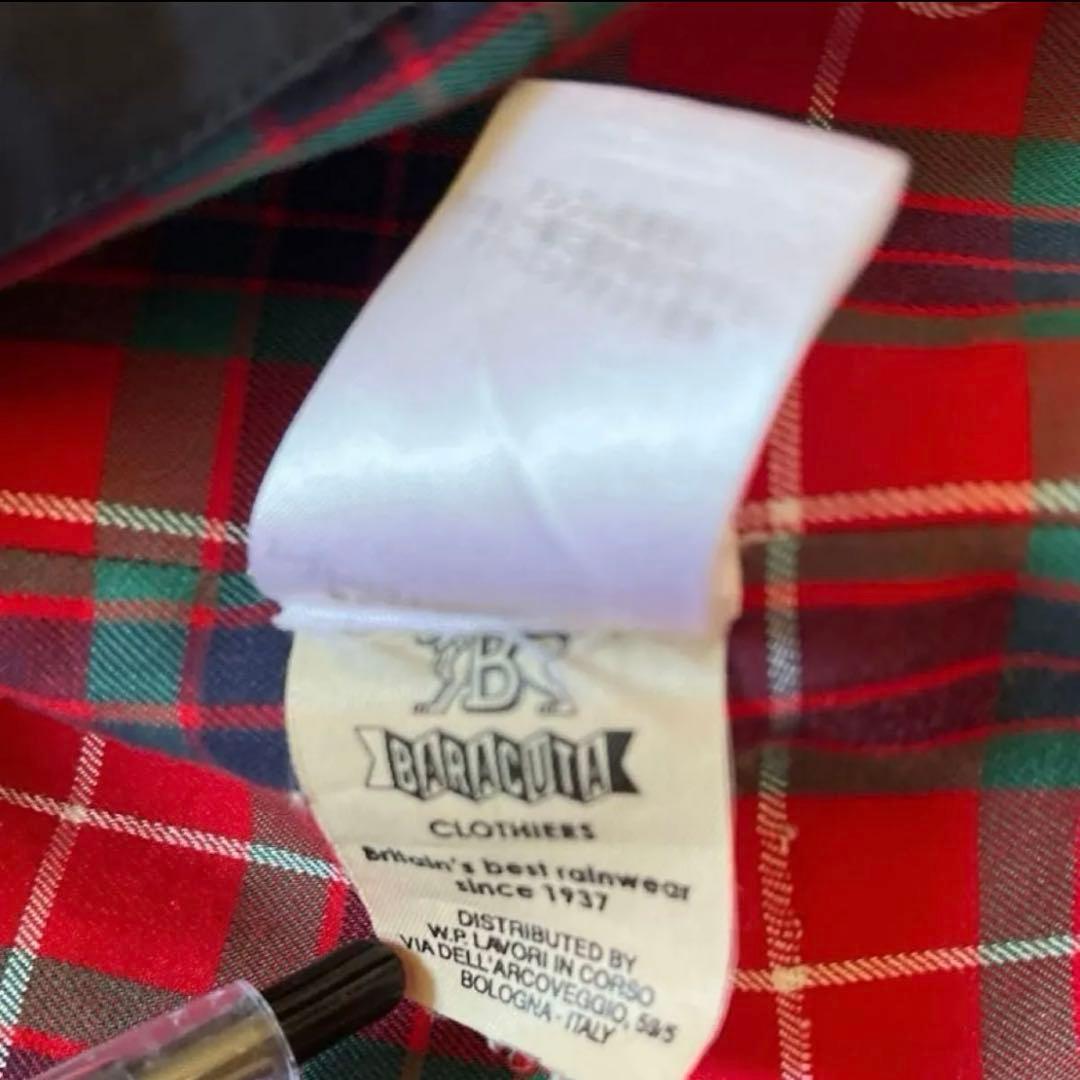 B
BARACUTA
CLOTHIERS
Britain's best rainwear
since 1937
DISTRIBUTED BY
W.P. LAVORI IN CORSO
VIA DELL'ARCOVEGGIO, 59/5
BOLOGNA - ITALY